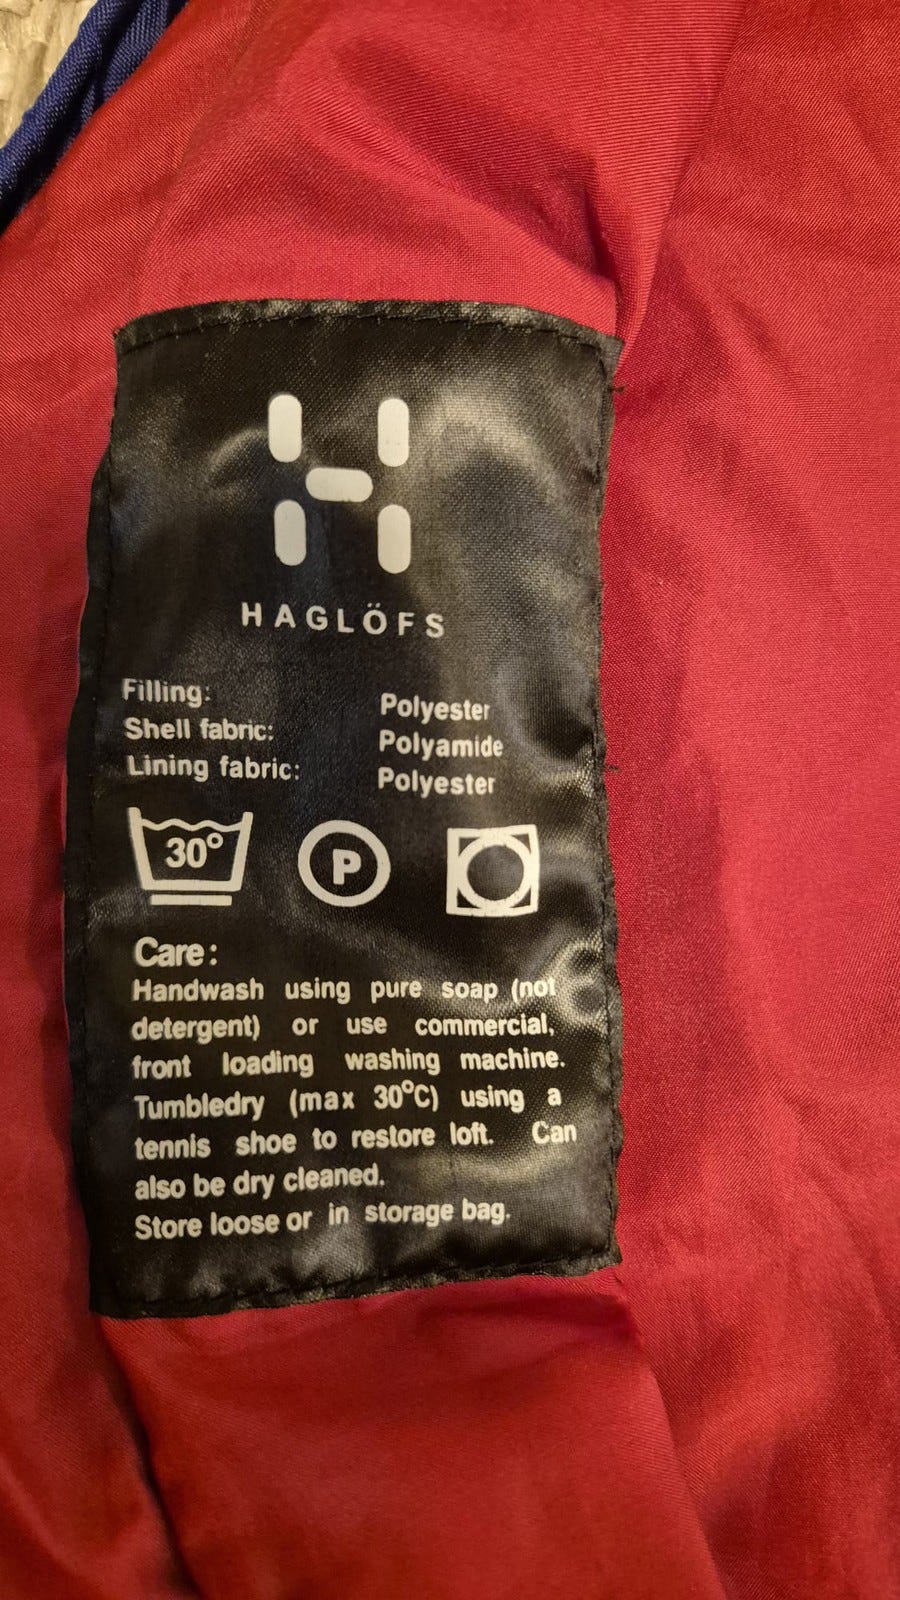 HAGLÖFS
Filling: Polyester
Shell fabric: Polyamide
Lining fabric: Polyester
30° P
Care:
Handwash using pure soap (not
detergent) or use commercial,
front loading washing machine.
Tumbledry (max 30°C) using a
tennis shoe to restore loft. Can
also be dry cleaned.
Store loose or in storage bag.